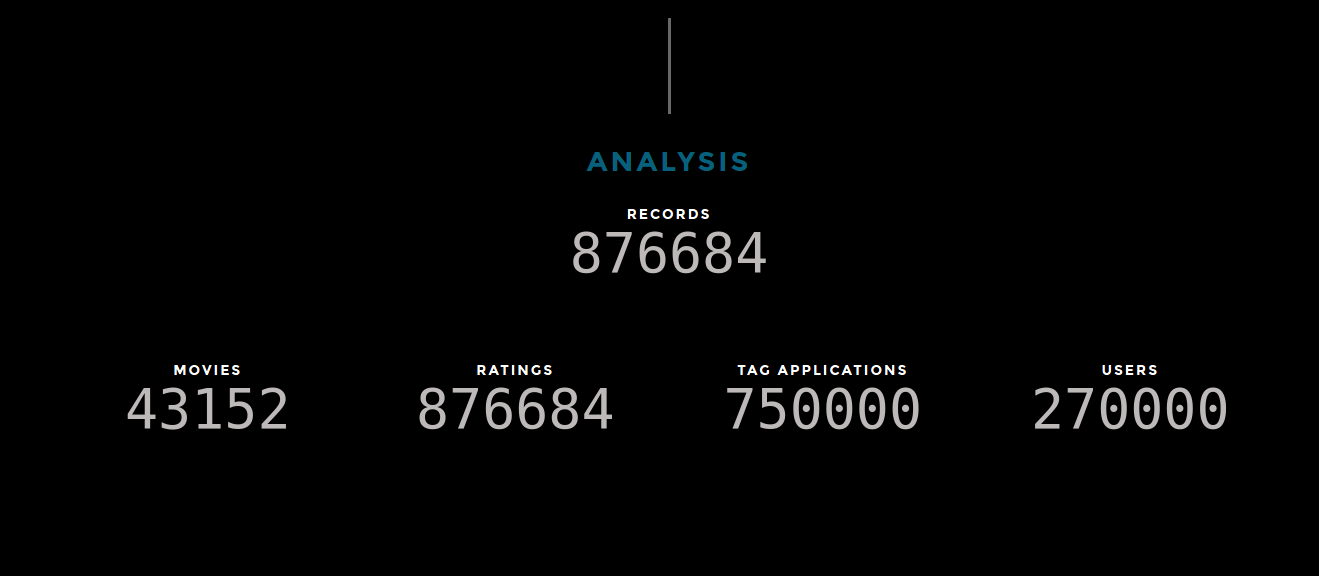 ANALYSIS
RECORDS
876684
MOVIES RATINGS TAG APPLICATIONS USERS
43152 876684 750000 270000